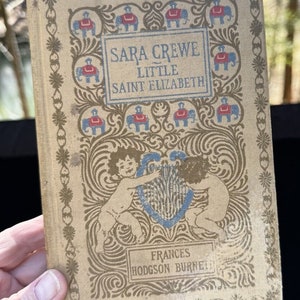 SARA CREWE
LITTLE
SAINT ELIZABETH
FRANCES
HODGSON BURNETT